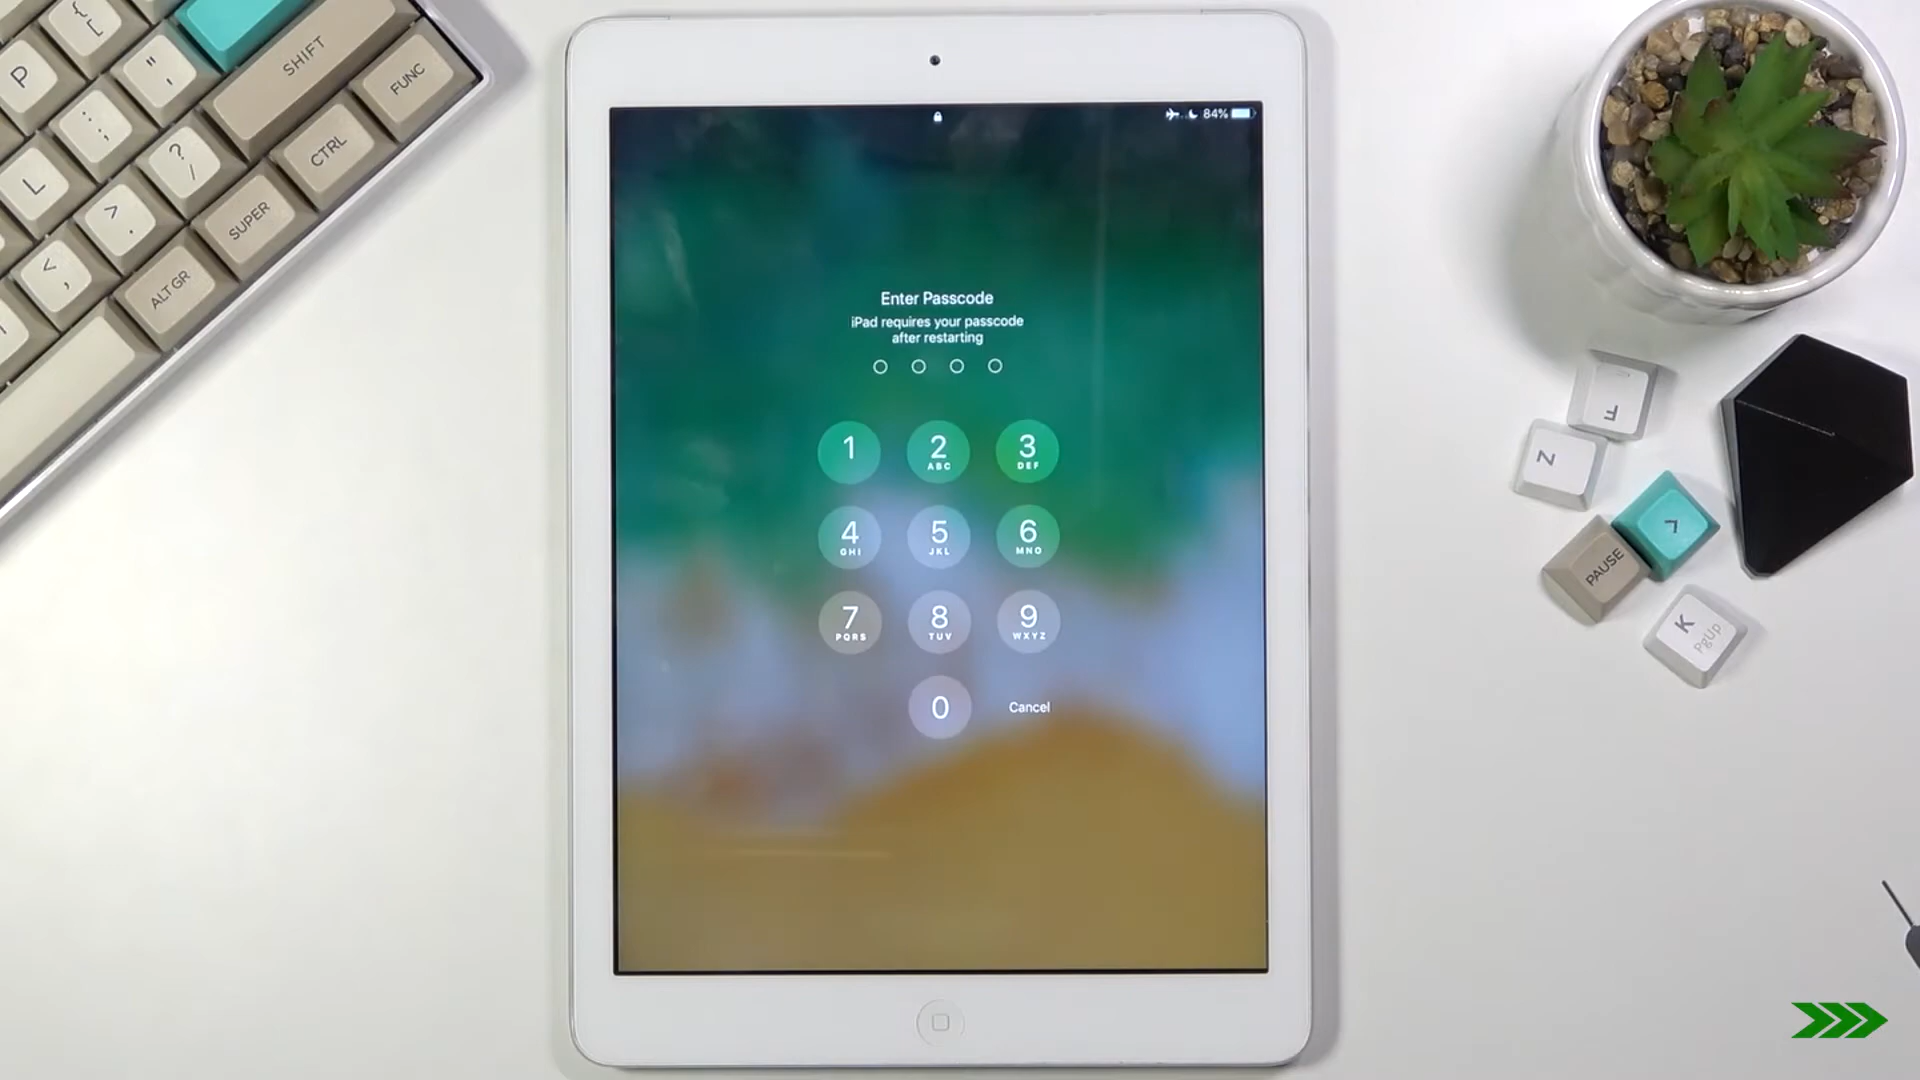 84%
Enter Passcode
iPad requires your passcode
after restarting
1
2
ABC
3
DEF
4
GHI
5
JKL
6
MNO
7
PQRS
8
TUV
9
WXYZ
0
Cancel
P
{
[
"
'
SHIFT
FUNC
L
:
;
?
/
CTRL
<
,
>
.
SUPER
ALT GR
F
Z
>
PAUSE
K
PgUp